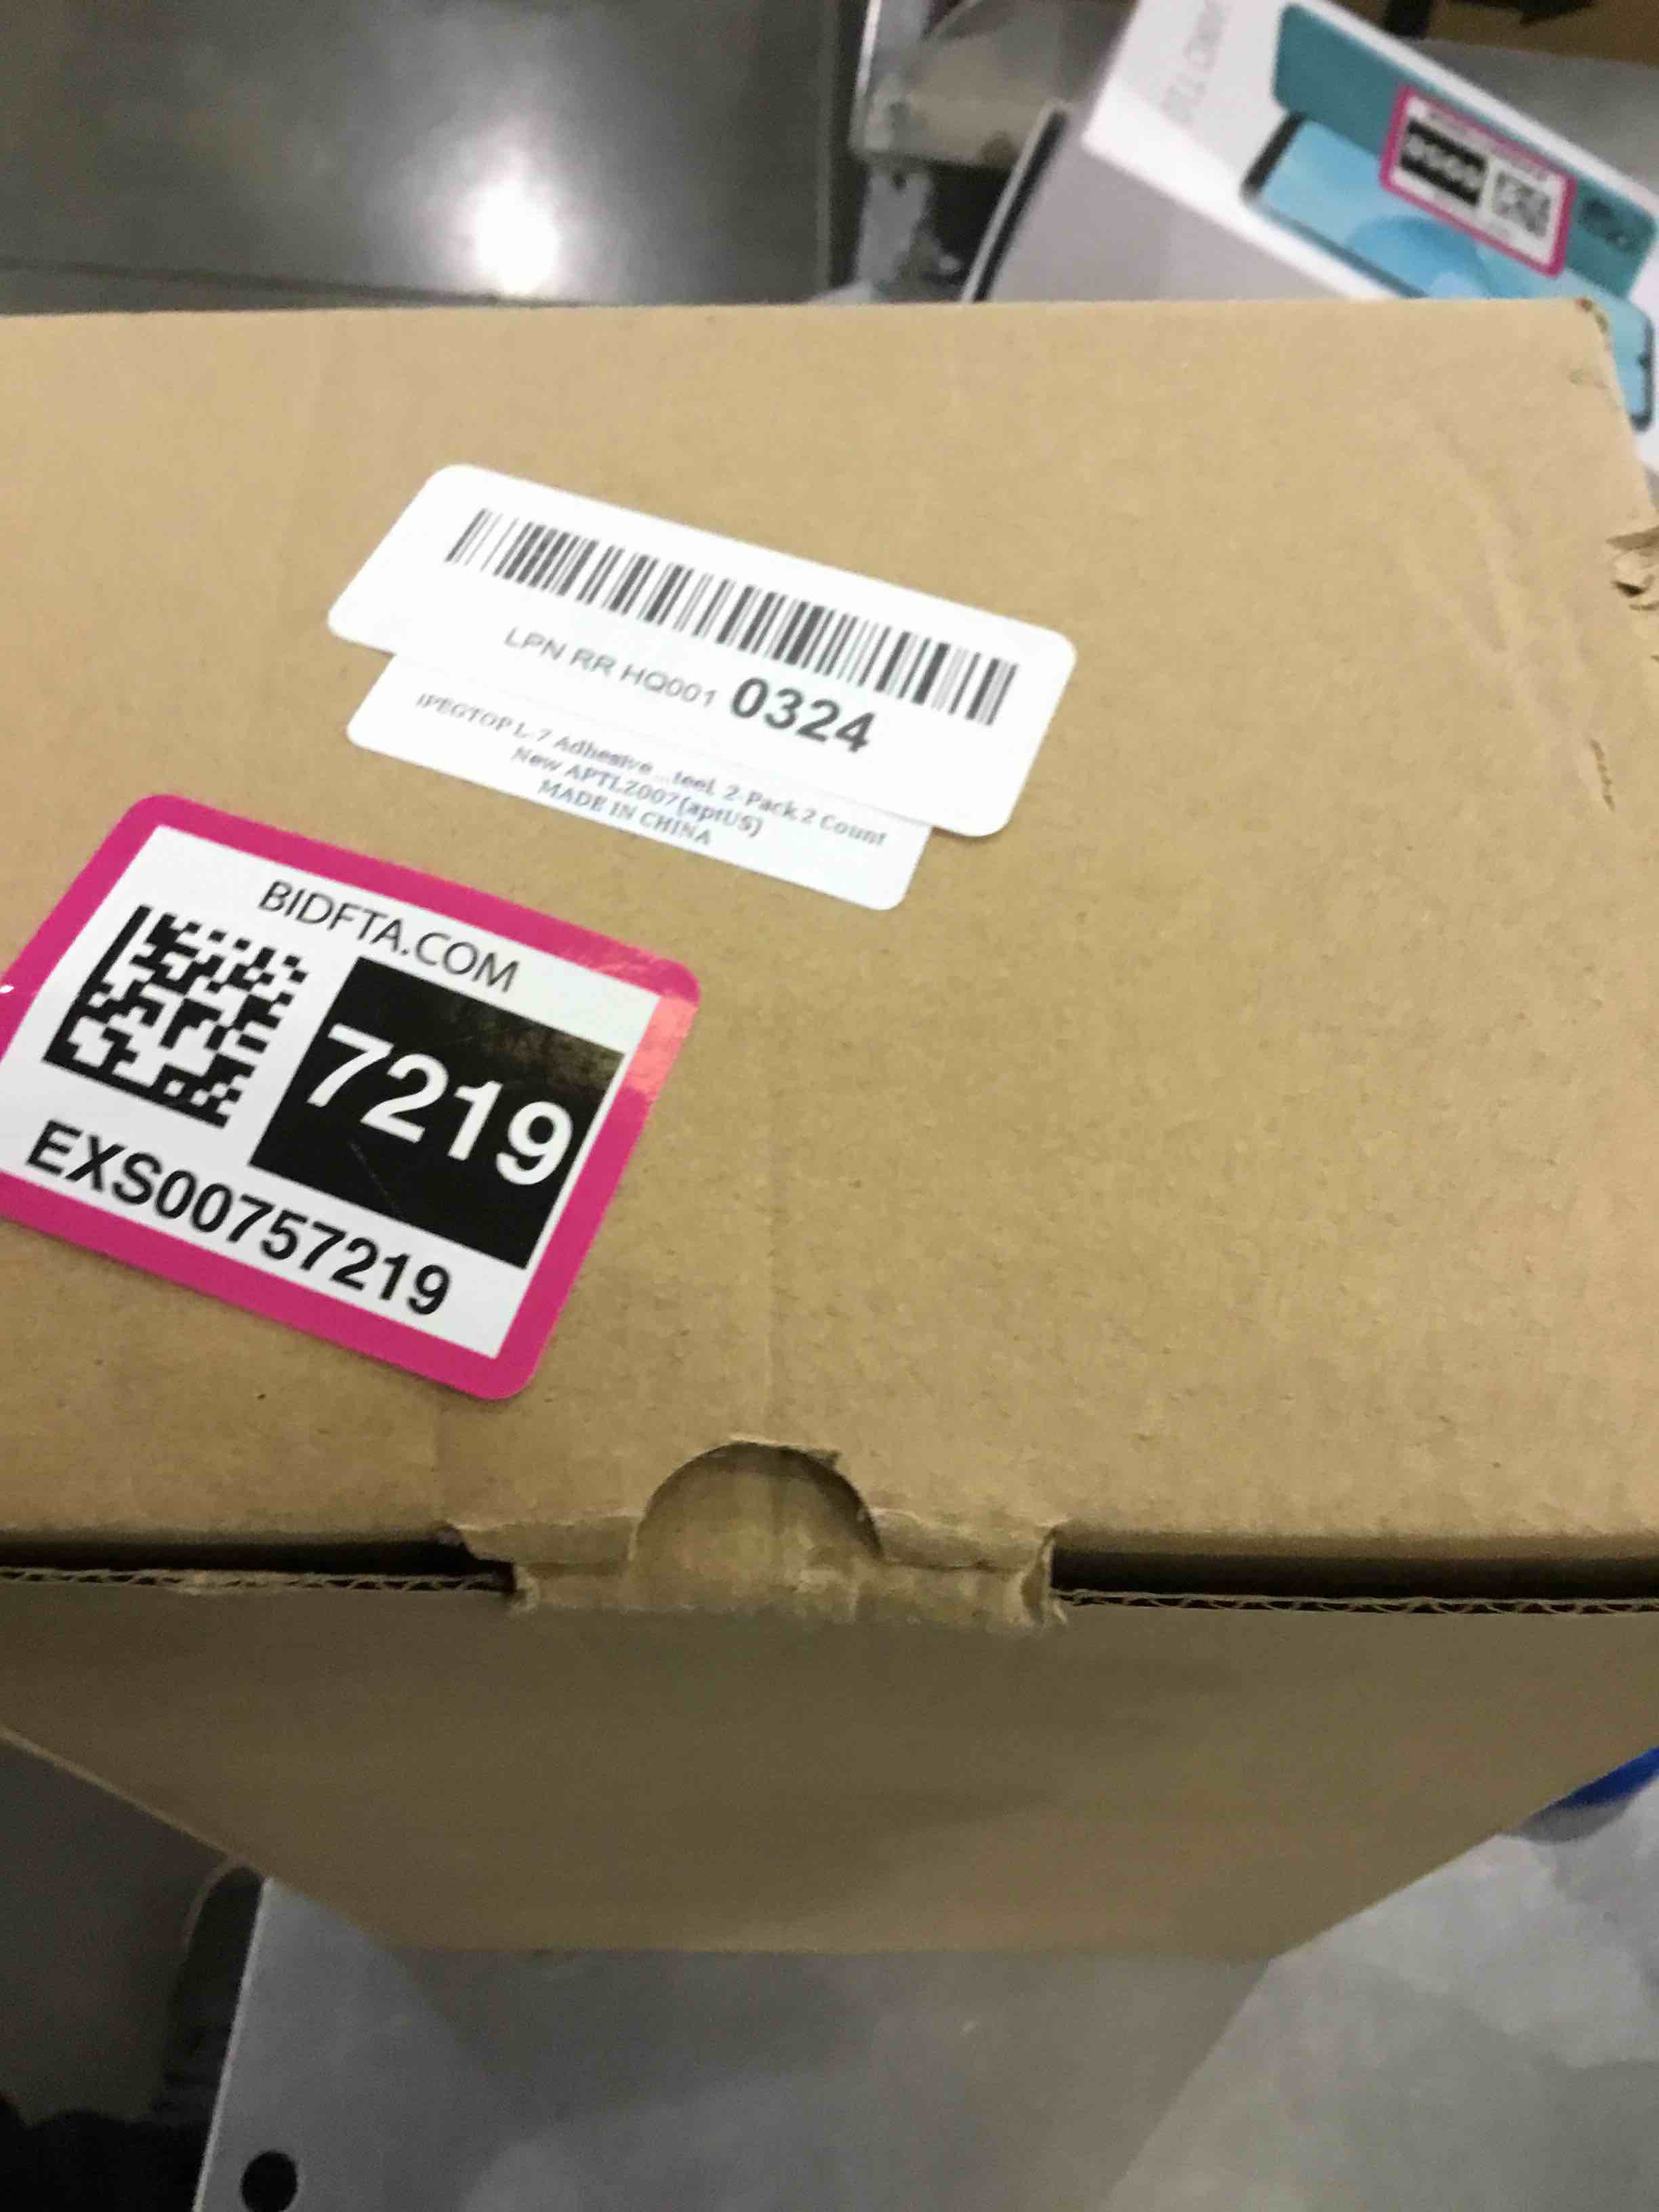 LPN RR HQ001 0324
IPEGTOP L-7 Adhesive ...teel, 2-Pack 2 Count
New APTLZ007(aptUS)
MADE IN CHINA
BIDFTA.COM
7219
EXS00757219